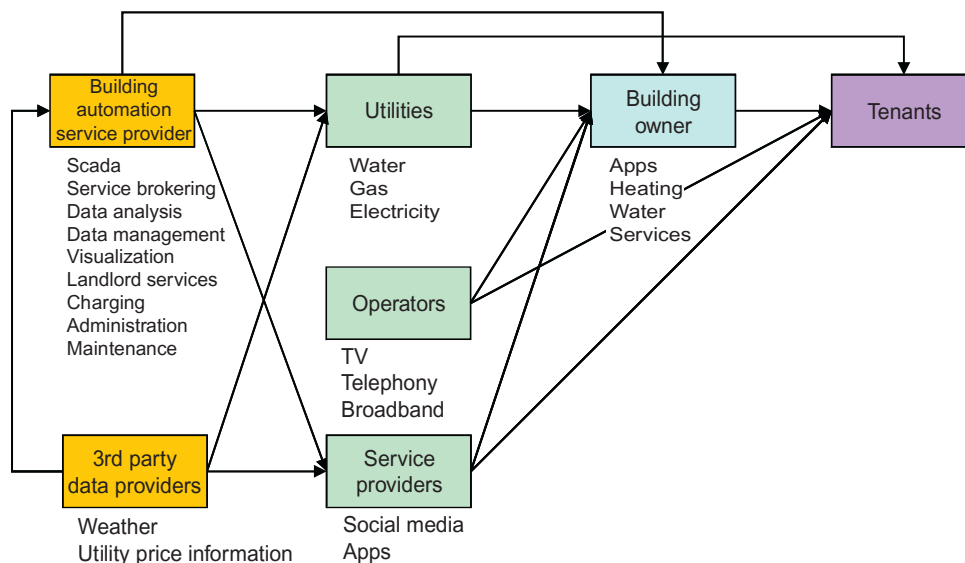 Building
automation
service provider
Scada
Service brokering
Data analysis
Data management
Visualization
Landlord services
Charging
Administration
Maintenance
3rd party
data providers
Weather
Utility price information
Utilities
Water
Gas
Electricity
Operators
TV
Telephony
Broadband
Service
providers
Social media
Apps
Building
owner
Apps
Heating
Water
Services
Tenants